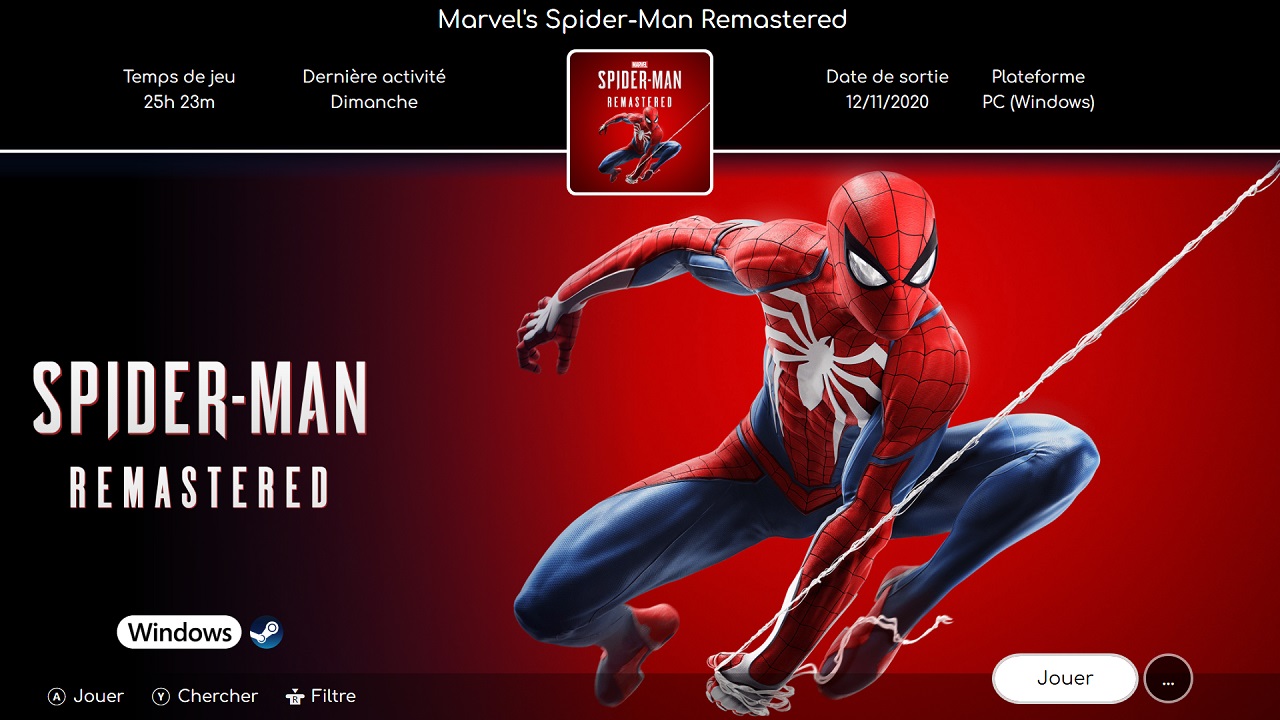 Marvel's Spider-Man Remastered
Temps de jeu
25h 23m
Dernière activité
Dimanche
MARVEL
SPIDER-MAN
REMASTERED
Date de sortie
12/11/2020
Plateforme
PC (Windows)
SPIDER-MAN
REMASTERED
Windows
A Jouer
Y Chercher
R Filtre
Jouer
...